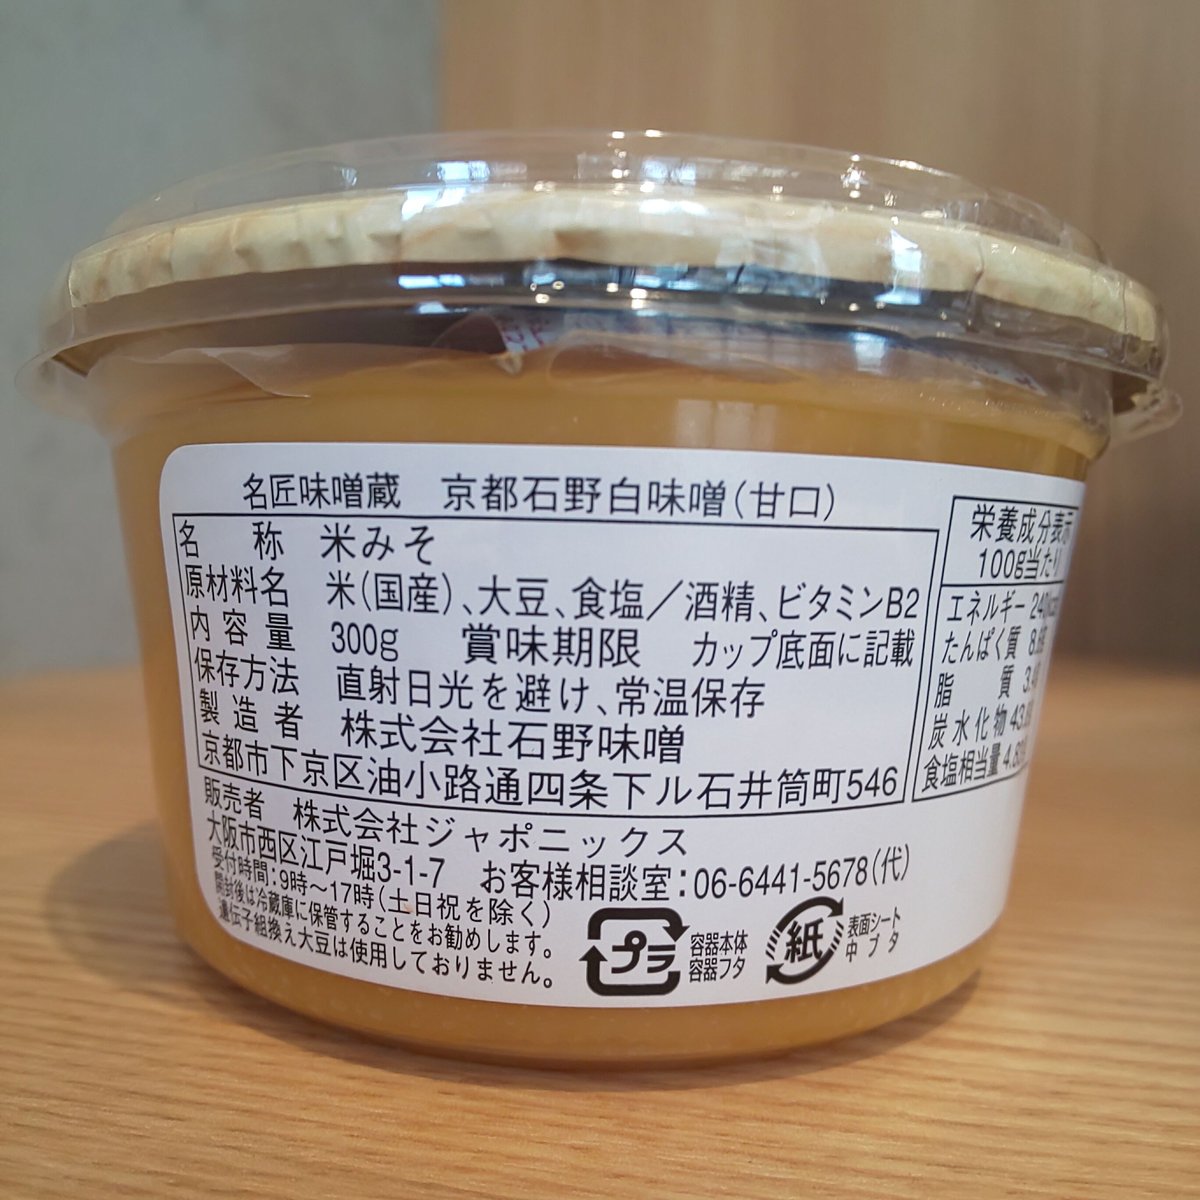 名匠味噌蔵 京都石野白味噌(甘口)
名称 米みそ
原材料名 米(国産)、大豆、食塩／酒精、ビタミンB2
内容量 300g 賞味期限 カップ底面に記載
保存方法 直射日光を避け、常温保存
製造者 株式会社石野味噌
京都市下京区油小路通四条下ル石井筒町546
販売者 株式会社ジャポニックス
大阪市西区江戸堀3-1-7 お客様相談室:06-6441-5678(代)
受付時間:9時～17時(土日祝を除く)
開封後は冷蔵庫に保管することをお勧めします。
遺伝子組換え大豆は使用しておりません。
プラ
容器本体
容器フタ
紙
表面シート
中ブタ
栄養成分表示
100g当たり
エネルギー
たんぱく質
脂質
炭水化物
食塩相当量